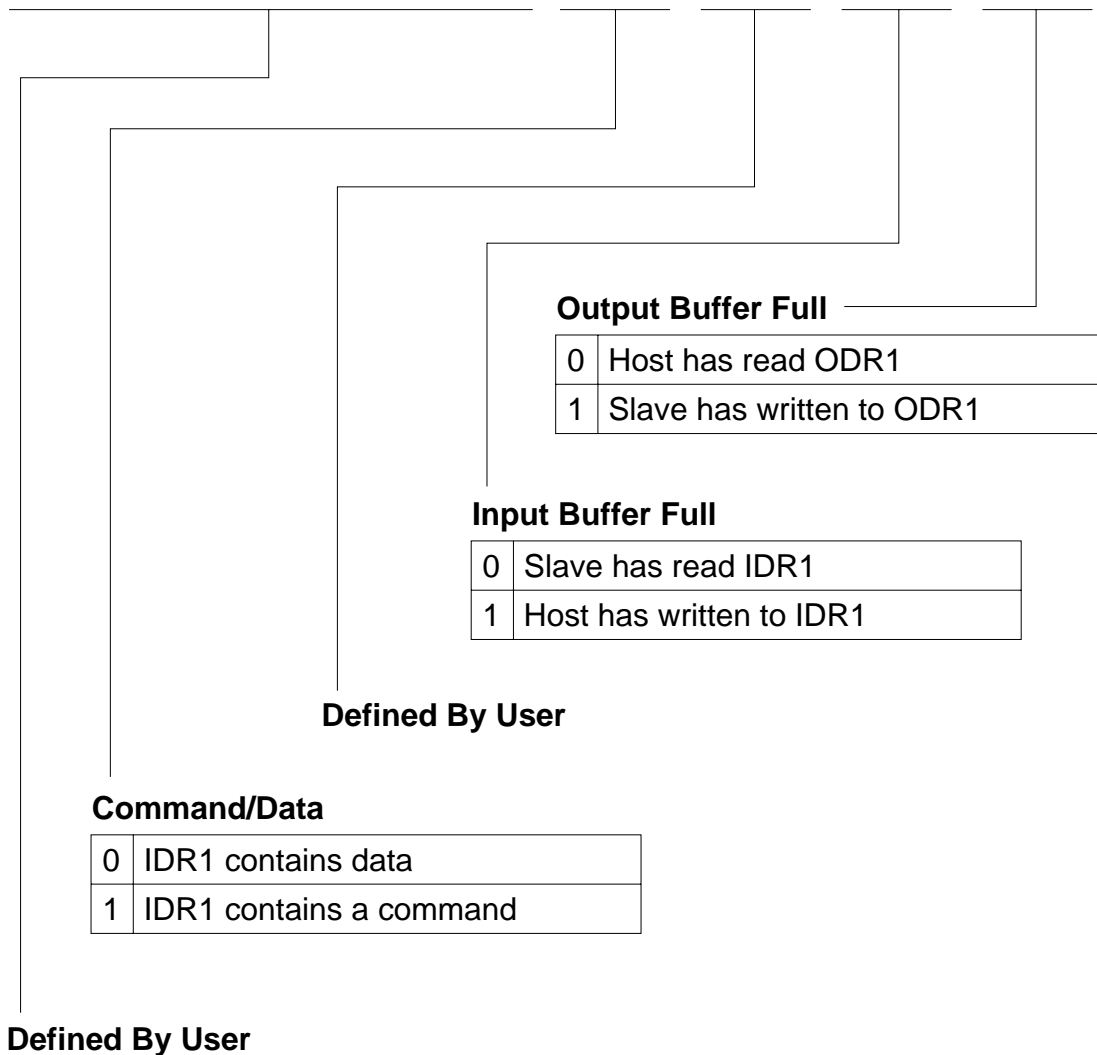 Output Buffer Full
0 Host has read ODR1
1 Slave has written to ODR1
Input Buffer Full
0 Slave has read IDR1
1 Host has written to IDR1
Defined By User
Command/Data
0 IDR1 contains data
1 IDR1 contains a command
Defined By User